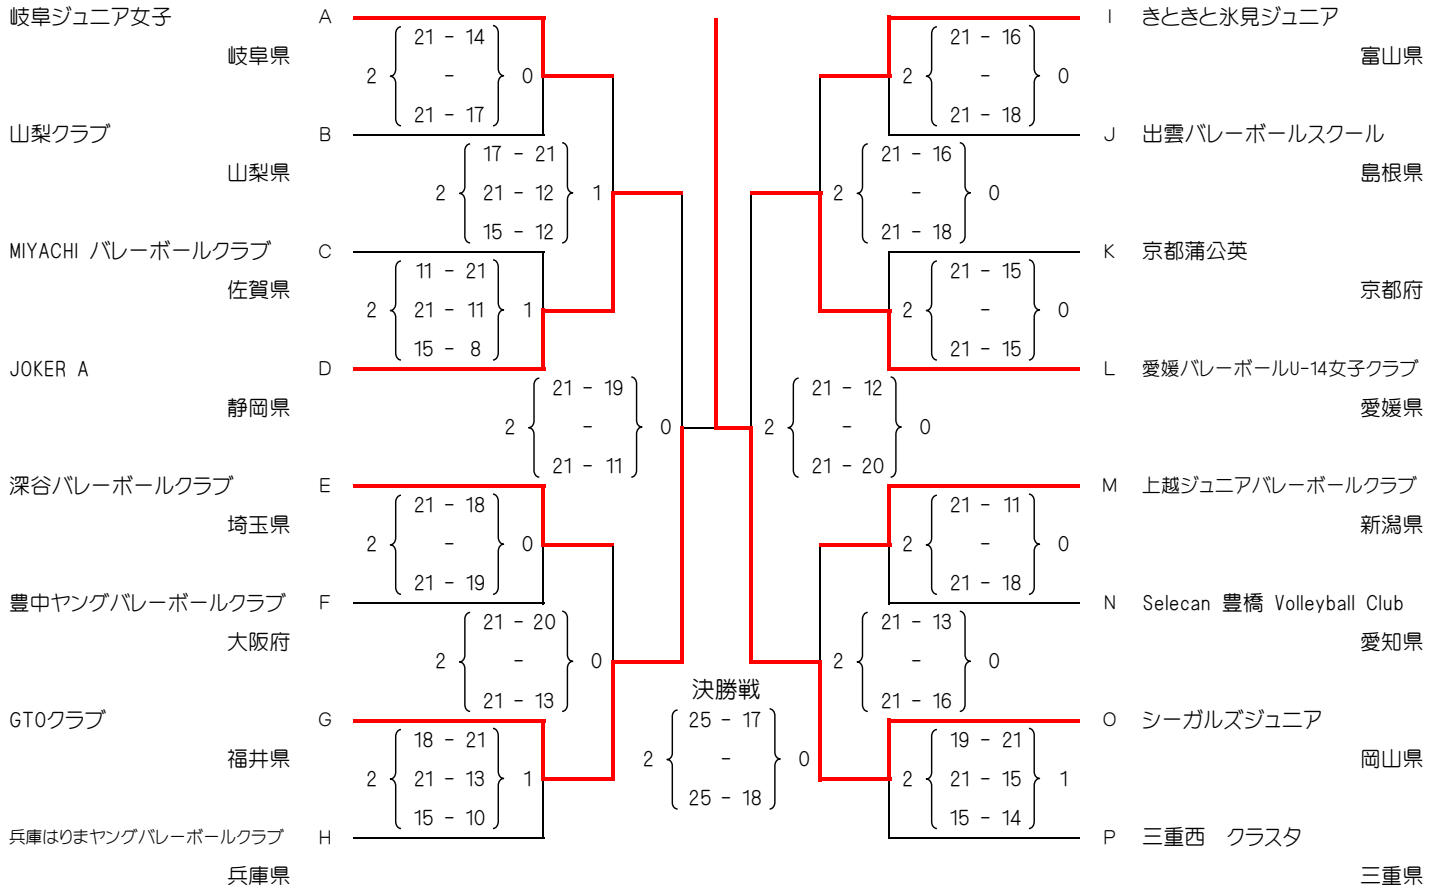 岐阜ジュニア女子 A
岐阜県
山梨クラブ B
山梨県
MIYACHI バレーボールクラブ C
佐賀県
JOKER A D
静岡県
深谷バレーボールクラブ E
埼玉県
豊中ヤングバレーボールクラブ F
大阪府
GTOクラブ G
福井県
兵庫はりまヤングバレーボールクラブ H
兵庫県
21 - 14
2 - 0
21 - 17
17 - 21
2 21 - 12 1
15 - 12
11 - 21
2 21 - 11 1
15 - 8
21 - 19
2 - 0
21 - 11
21 - 18
2 - 0
21 - 19
21 - 20
2 - 0
21 - 13
18 - 21
2 21 - 13 1
15 - 10
決勝戦
25 - 17
2 - 0
25 - 18
21 - 16
2 - 0
21 - 18
21 - 16
2 - 0
21 - 18
21 - 15
2 - 0
21 - 15
21 - 12
2 - 0
21 - 20
21 - 11
2 - 0
21 - 18
21 - 13
2 - 0
21 - 16
19 - 21
2 21 - 15 1
15 - 14
I きときと氷見ジュニア
富山県
J 出雲バレーボールスクール
島根県
K 京都蒲公英
京都府
L 愛媛バレーボールU-14女子クラブ
愛媛県
M 上越ジュニアバレーボールクラブ
新潟県
N Selecan 豊橋 Volleyball Club
愛知県
O シーガルズジュニア
岡山県
P 三重西 クラスタ
三重県